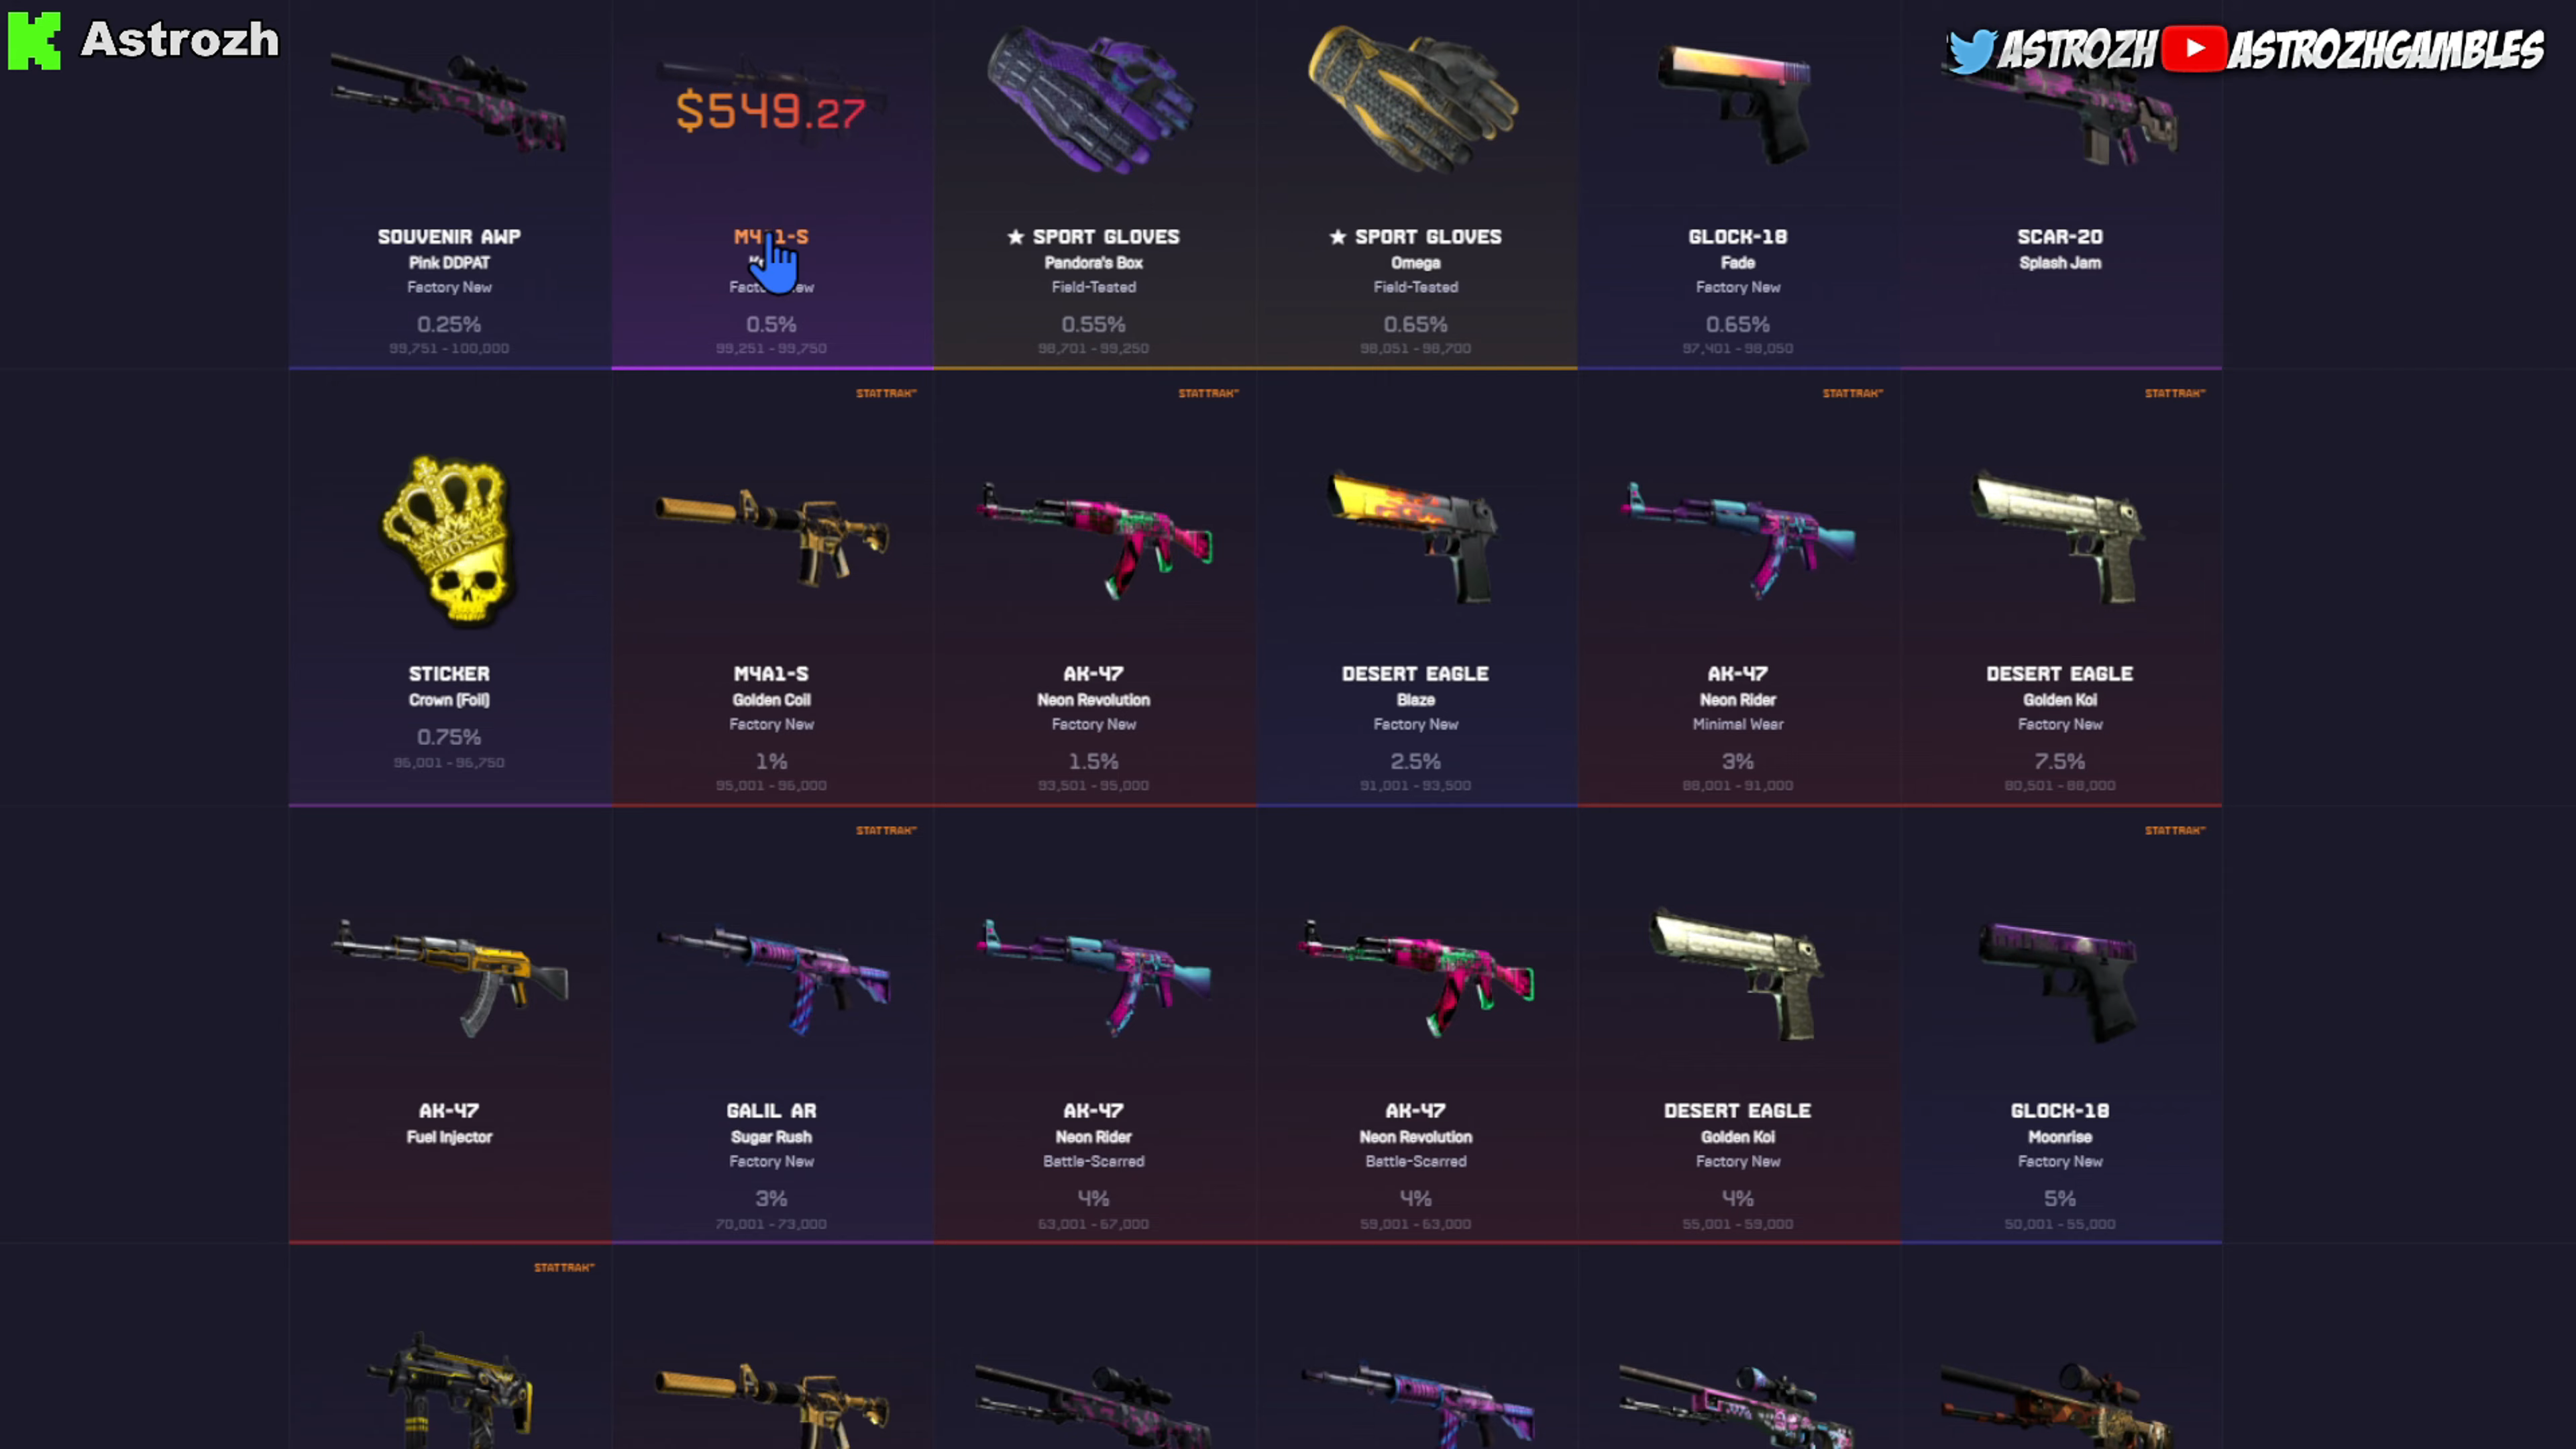 Astrozh
ASTROZH ASTROZHGAMBLES
$549.27
SOUVENIR AWP
Pink DDPAT
Factory New
0.25%
99,751 - 100,000
M4A1-S
Factory New
0.5%
99,251 - 99,750
★ SPORT GLOVES
Pandora's Box
Field-Tested
0.55%
98,701 - 99,250
★ SPORT GLOVES
Omega
Field-Tested
0.65%
98,051 - 98,700
GLOCK-18
Fade
Factory New
0.65%
97,401 - 98,050
SCAR-20
Splash Jam
STICKER
Crown (Foil)
0.75%
96,001 - 96,750
STATTRAK™
M4A1-S
Golden Coil
Factory New
1%
95,001 - 96,000
STATTRAK™
AK-47
Neon Revolution
Factory New
1.5%
93,501 - 95,000
DESERT EAGLE
Blaze
Factory New
2.5%
91,001 - 93,500
STATTRAK™
AK-47
Neon Rider
Minimal Wear
3%
88,001 - 91,000
STATTRAK™
DESERT EAGLE
Golden Koi
Factory New
7.5%
80,501 - 88,000
AK-47
Fuel Injector
STATTRAK™
GALIL AR
Sugar Rush
Factory New
3%
70,001 - 73,000
AK-47
Neon Rider
Battle-Scarred
4%
63,001 - 67,000
AK-47
Neon Revolution
Battle-Scarred
4%
59,001 - 63,000
DESERT EAGLE
Golden Koi
Factory New
4%
55,001 - 59,000
STATTRAK™
GLOCK-18
Moonrise
Factory New
5%
50,001 - 55,000
STATTRAK™